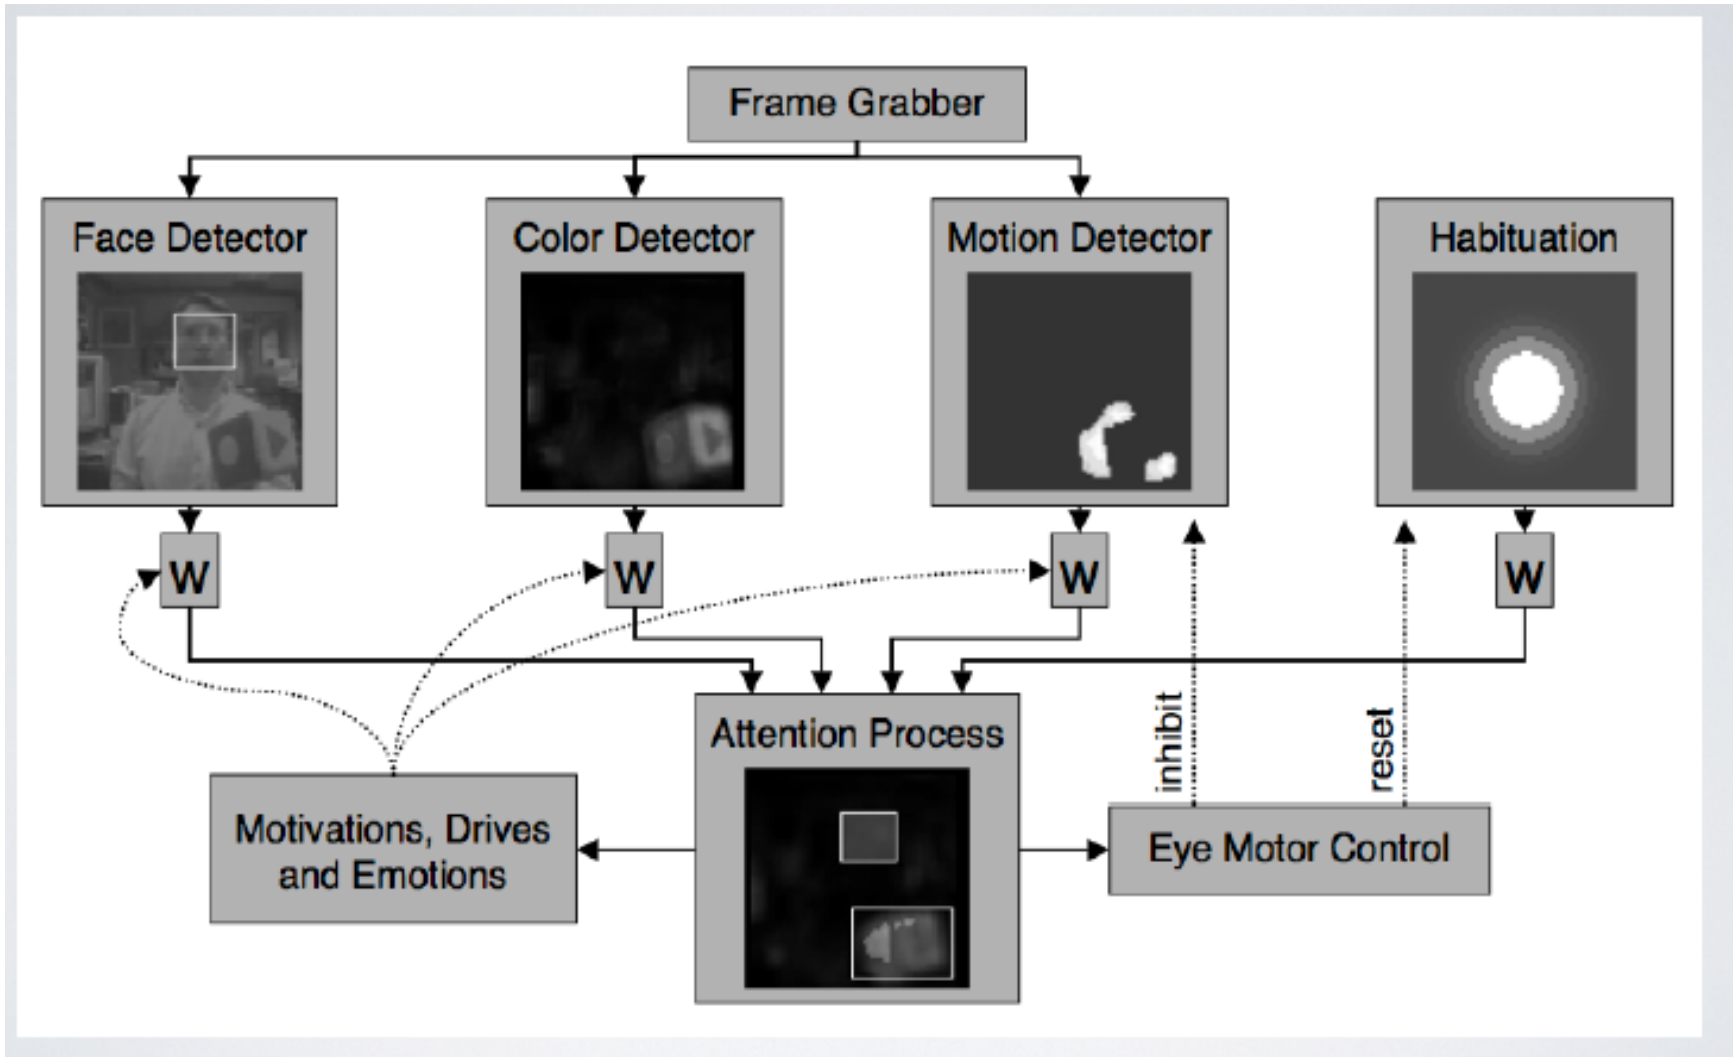 Frame Grabber
Face Detector
Color Detector
Motion Detector
Habituation
W
W
W
W
Attention Process
inhibit
reset
Motivations, Drives
and Emotions
Eye Motor Control